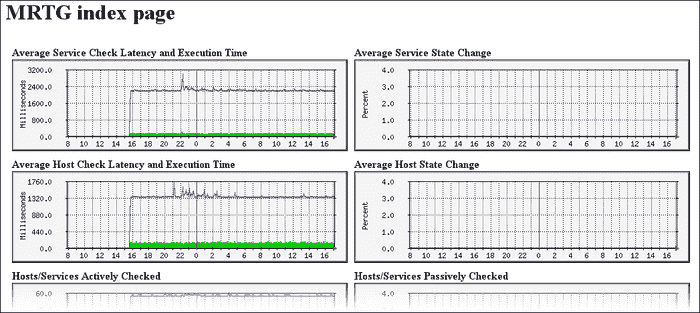 MRTG index page
Average Service Check Latency and Execution Time
Milliseconds
3200.0
2400.0
1600.0
800.0
0.0
8 10 12 14 16 18 20 22 0 2 4 6 8 10 12 14 16
Average Service State Change
Percent
4.0
3.0
2.0
1.0
0.0
8 10 12 14 16 18 20 22 0 2 4 6 8 10 12 14 16
Average Host Check Latency and Execution Time
Milliseconds
1760.0
1320.0
880.0
440.0
0.0
8 10 12 14 16 18 20 22 0 2 4 6 8 10 12 14 16
Average Host State Change
Percent
4.0
3.0
2.0
1.0
0.0
8 10 12 14 16 18 20 22 0 2 4 6 8 10 12 14 16
Hosts/Services Actively Checked
60.0
Hosts/Services Passively Checked
4.0